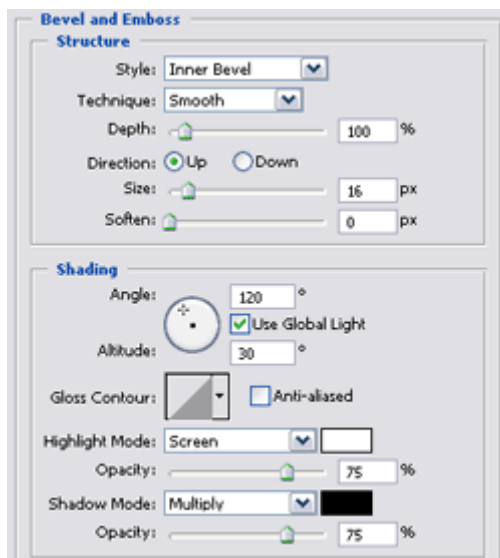 Bevel and Emboss
Structure
Style: Inner Bevel
Technique: Smooth
Depth: 100 %
Direction: Up Down
Size: 16 px
Soften: 0 px
Shading
Angle: 120 °
Use Global Light
Altitude: 30 °
Gloss Contour: Anti-aliased
Highlight Mode: Screen
Opacity: 75 %
Shadow Mode: Multiply
Opacity: 75 %